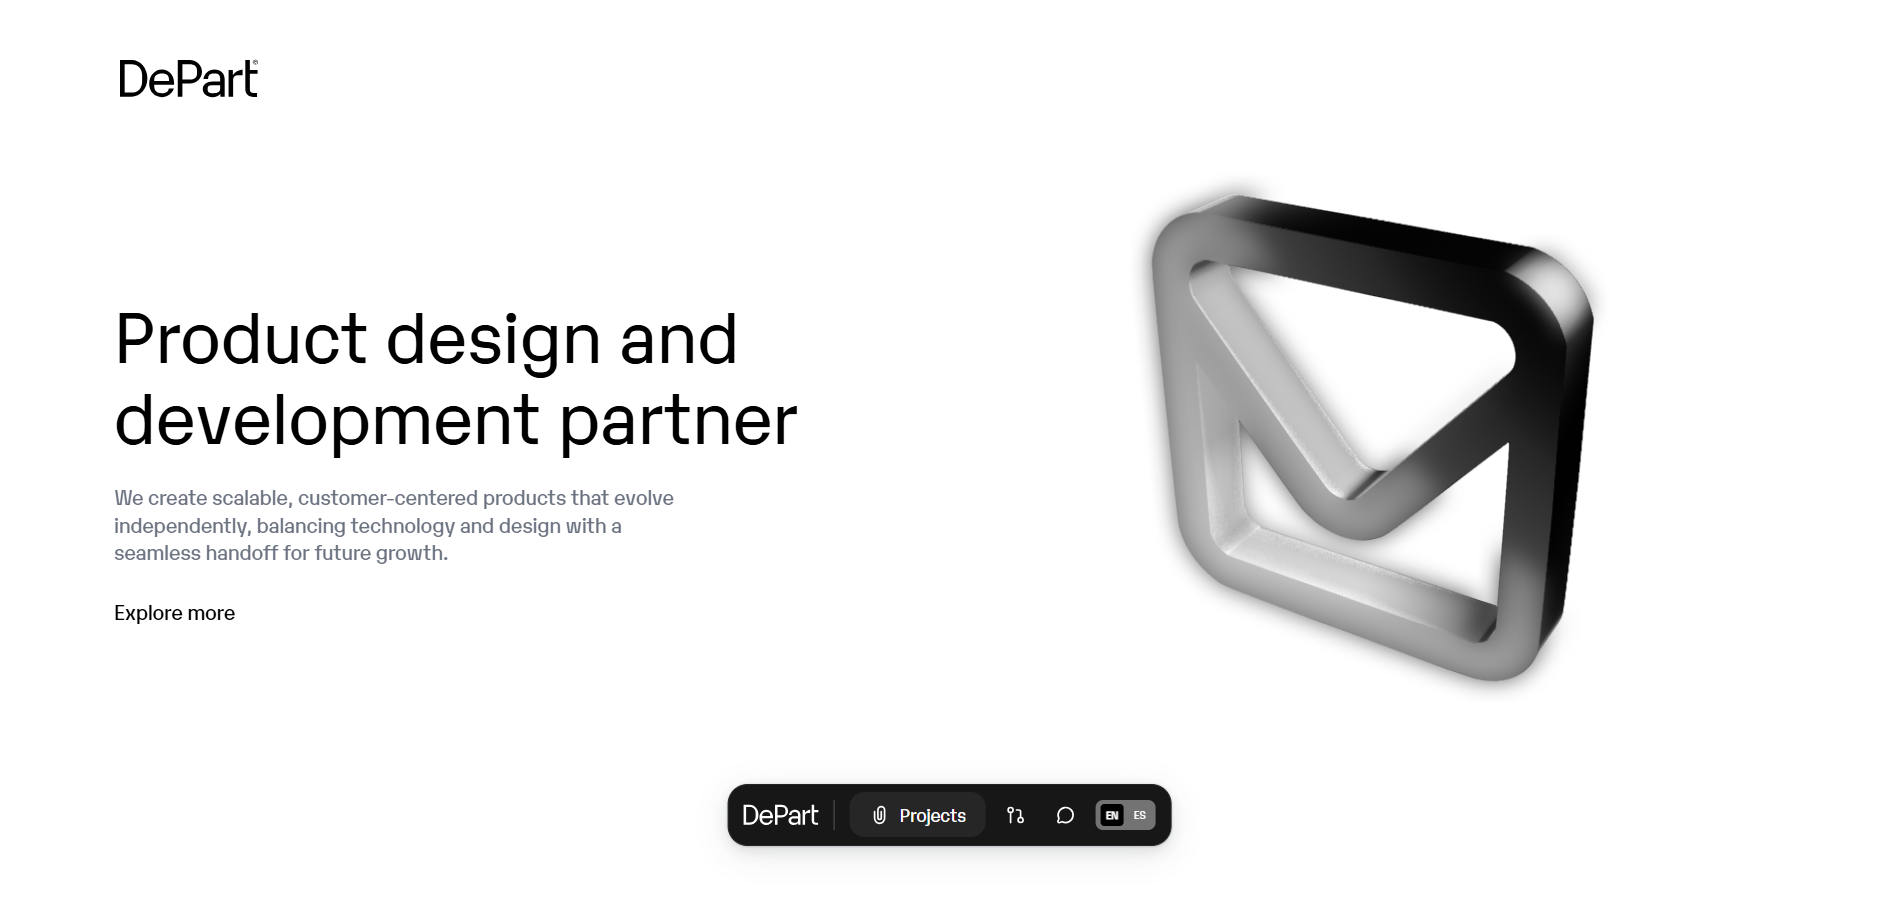 DePart®
Product design and
development partner
We create scalable, customer-centered products that evolve
independently, balancing technology and design with a
seamless handoff for future growth.
Explore more
DePart Projects EN ES